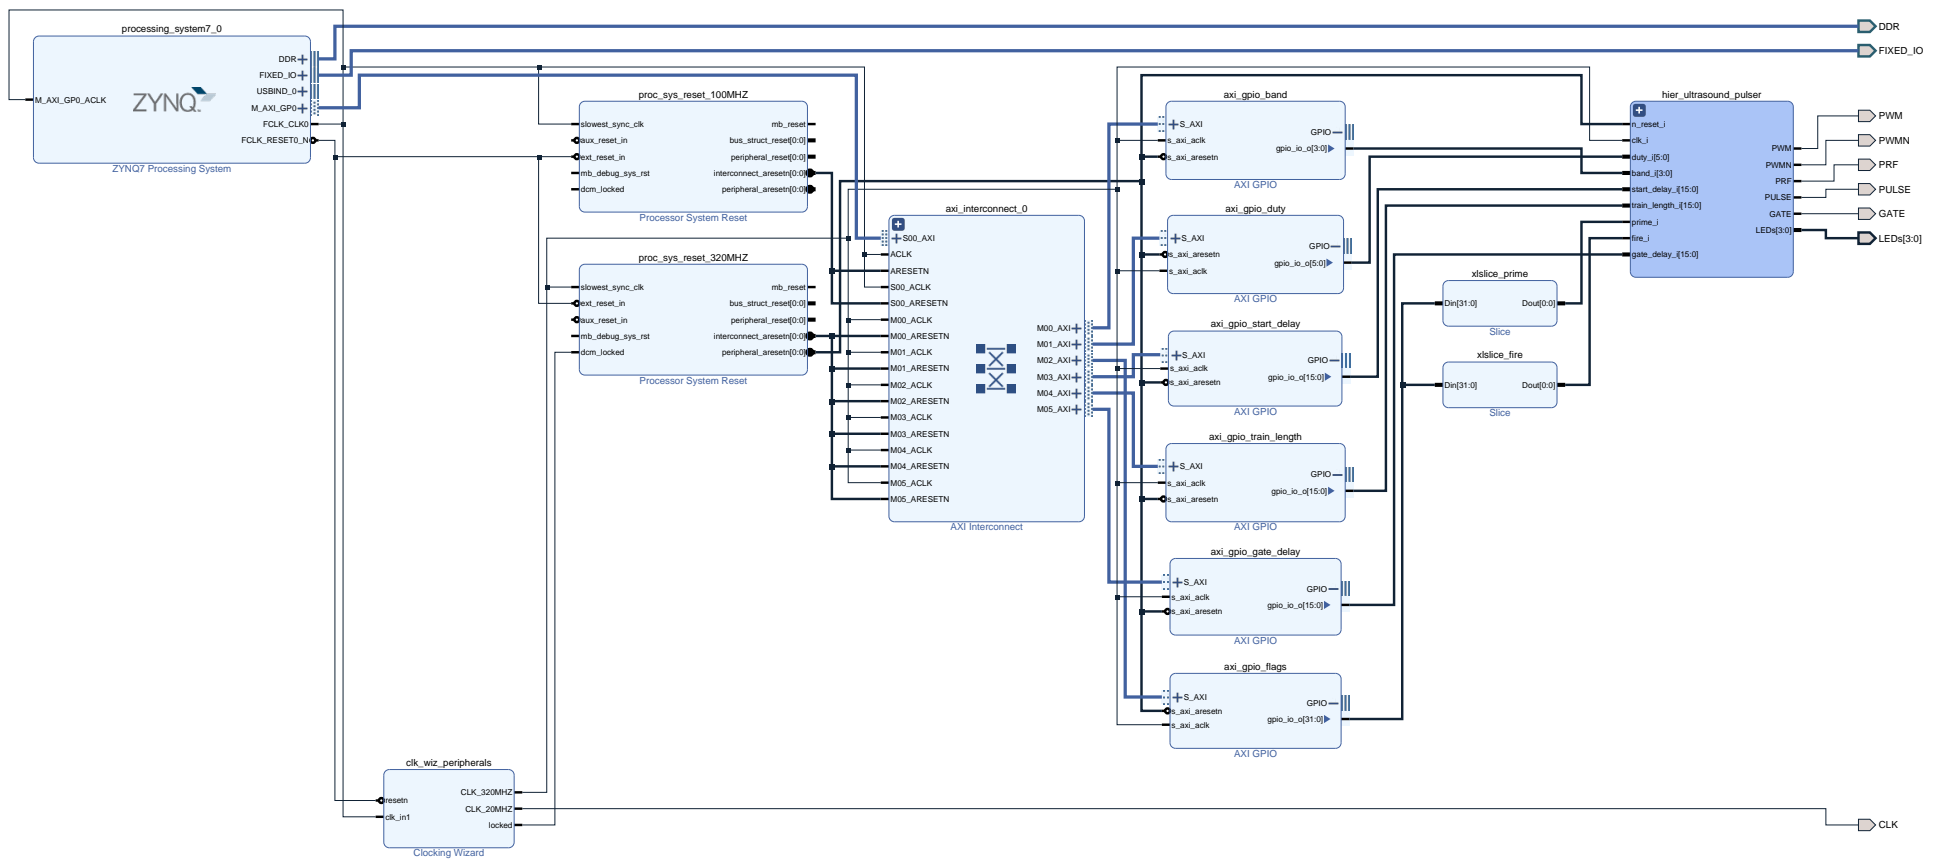 processing_system7_0
DDR
FIXED_IO
USBIND_0
M_AXI_GP0
FCLK_CLK0
FCLK_RESET0_N
M_AXI_GP0_ACLK
ZYNQ
ZYNQ7 Processing System
proc_sys_reset_100MHZ
slowest_sync_clk
aux_reset_in
ext_reset_in
mb_debug_sys_rst
dcm_locked
mb_reset
bus_struct_reset[0:0]
peripheral_reset[0:0]
interconnect_aresetn[0:0]
peripheral_aresetn[0:0]
Processor System Reset
proc_sys_reset_320MHZ
slowest_sync_clk
ext_reset_in
aux_reset_in
mb_debug_sys_rst
dcm_locked
mb_reset
bus_struct_reset[0:0]
peripheral_reset[0:0]
interconnect_aresetn[0:0]
peripheral_aresetn[0:0]
Processor System Reset
clk_wiz_peripherals
resetn
clk_in1
CLK_320MHZ
CLK_20MHZ
locked
Clocking Wizard
axi_interconnect_0
S00_AXI
ACLK
ARESETN
S00_ACLK
S00_ARESETN
M00_ACLK
M00_ARESETN
M01_ACLK
M01_ARESETN
M02_ACLK
M02_ARESETN
M03_ACLK
M03_ARESETN
M04_ACLK
M04_ARESETN
M05_ACLK
M05_ARESETN
M00_AXI
M01_AXI
M02_AXI
M03_AXI
M04_AXI
M05_AXI
AXI Interconnect
axi_gpio_band
S_AXI
s_axi_aclk
s_axi_aresetn
GPIO
gpio_io_o[3:0]
AXI GPIO
axi_gpio_duty
S_AXI
s_axi_aresetn
s_axi_aclk
GPIO
gpio_io_o[5:0]
AXI GPIO
axi_gpio_start_delay
S_AXI
s_axi_aclk
s_axi_aresetn
GPIO
gpio_io_o[15:0]
AXI GPIO
axi_gpio_train_length
S_AXI
s_axi_aclk
s_axi_aresetn
GPIO
gpio_io_o[15:0]
AXI GPIO
axi_gpio_gate_delay
S_AXI
s_axi_aclk
s_axi_aresetn
GPIO
gpio_io_o[15:0]
AXI GPIO
axi_gpio_flags
S_AXI
s_axi_aresetn
s_axi_aclk
GPIO
gpio_io_o[31:0]
AXI GPIO
xlslice_prime
Din[31:0]
Dout[0:0]
Slice
xlslice_fire
Din[31:0]
Dout[0:0]
Slice
hier_ultrasound_pulser
n_reset_i
clk_i
duty_i[5:0]
band_i[3:0]
start_delay_i[15:0]
train_length_i[15:0]
prime_i
fire_i
gate_delay_i[15:0]
PWM
PWMN
PRF
PULSE
GATE
LEDs[3:0]
DDR
FIXED_IO
PWM
PWMN
PRF
PULSE
GATE
LEDs[3:0]
CLK